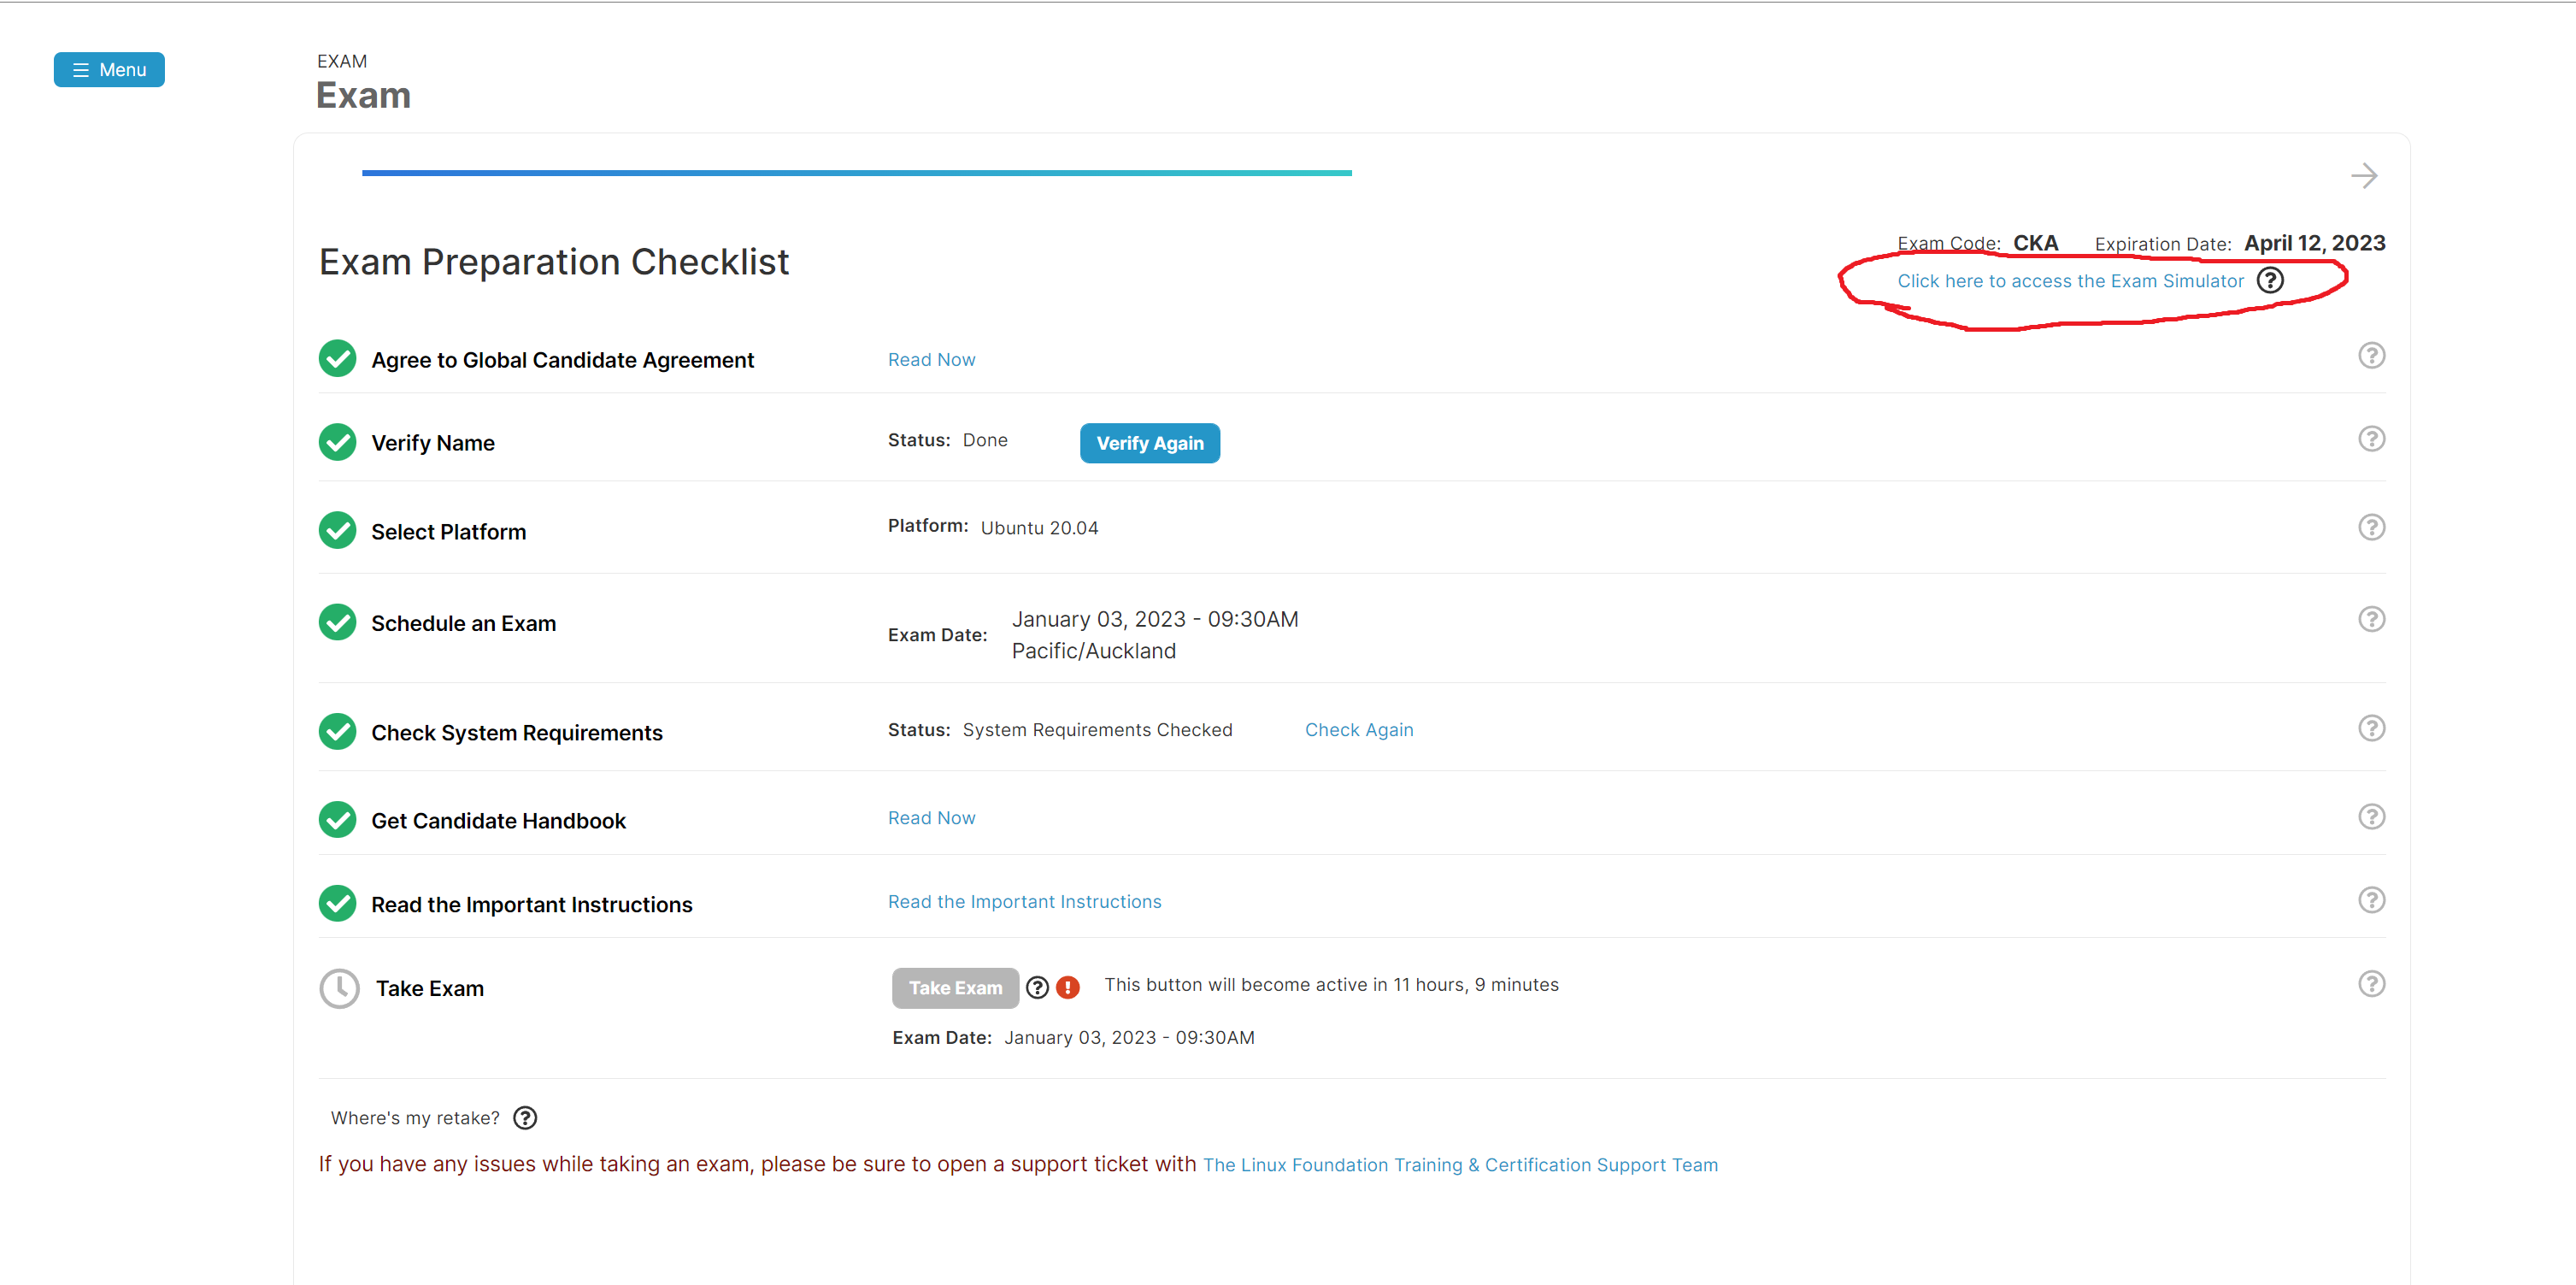 Menu
EXAM
Exam
Exam Code: CKA Expiration Date: April 12, 2023
Exam Preparation Checklist
Click here to access the Exam Simulator ?
Agree to Global Candidate Agreement Read Now ?
Verify Name Status: Done Verify Again ?
Select Platform Platform: Ubuntu 20.04 ?
Schedule an Exam Exam Date: January 03, 2023 - 09:30AM ?
Pacific/Auckland
Check System Requirements Status: System Requirements Checked Check Again ?
Get Candidate Handbook Read Now ?
Read the Important Instructions Read the Important Instructions ?
Take Exam Take Exam ? ! This button will become active in 11 hours, 9 minutes ?
Exam Date: January 03, 2023 - 09:30AM
Where's my retake? ?
If you have any issues while taking an exam, please be sure to open a support ticket with The Linux Foundation Training & Certification Support Team